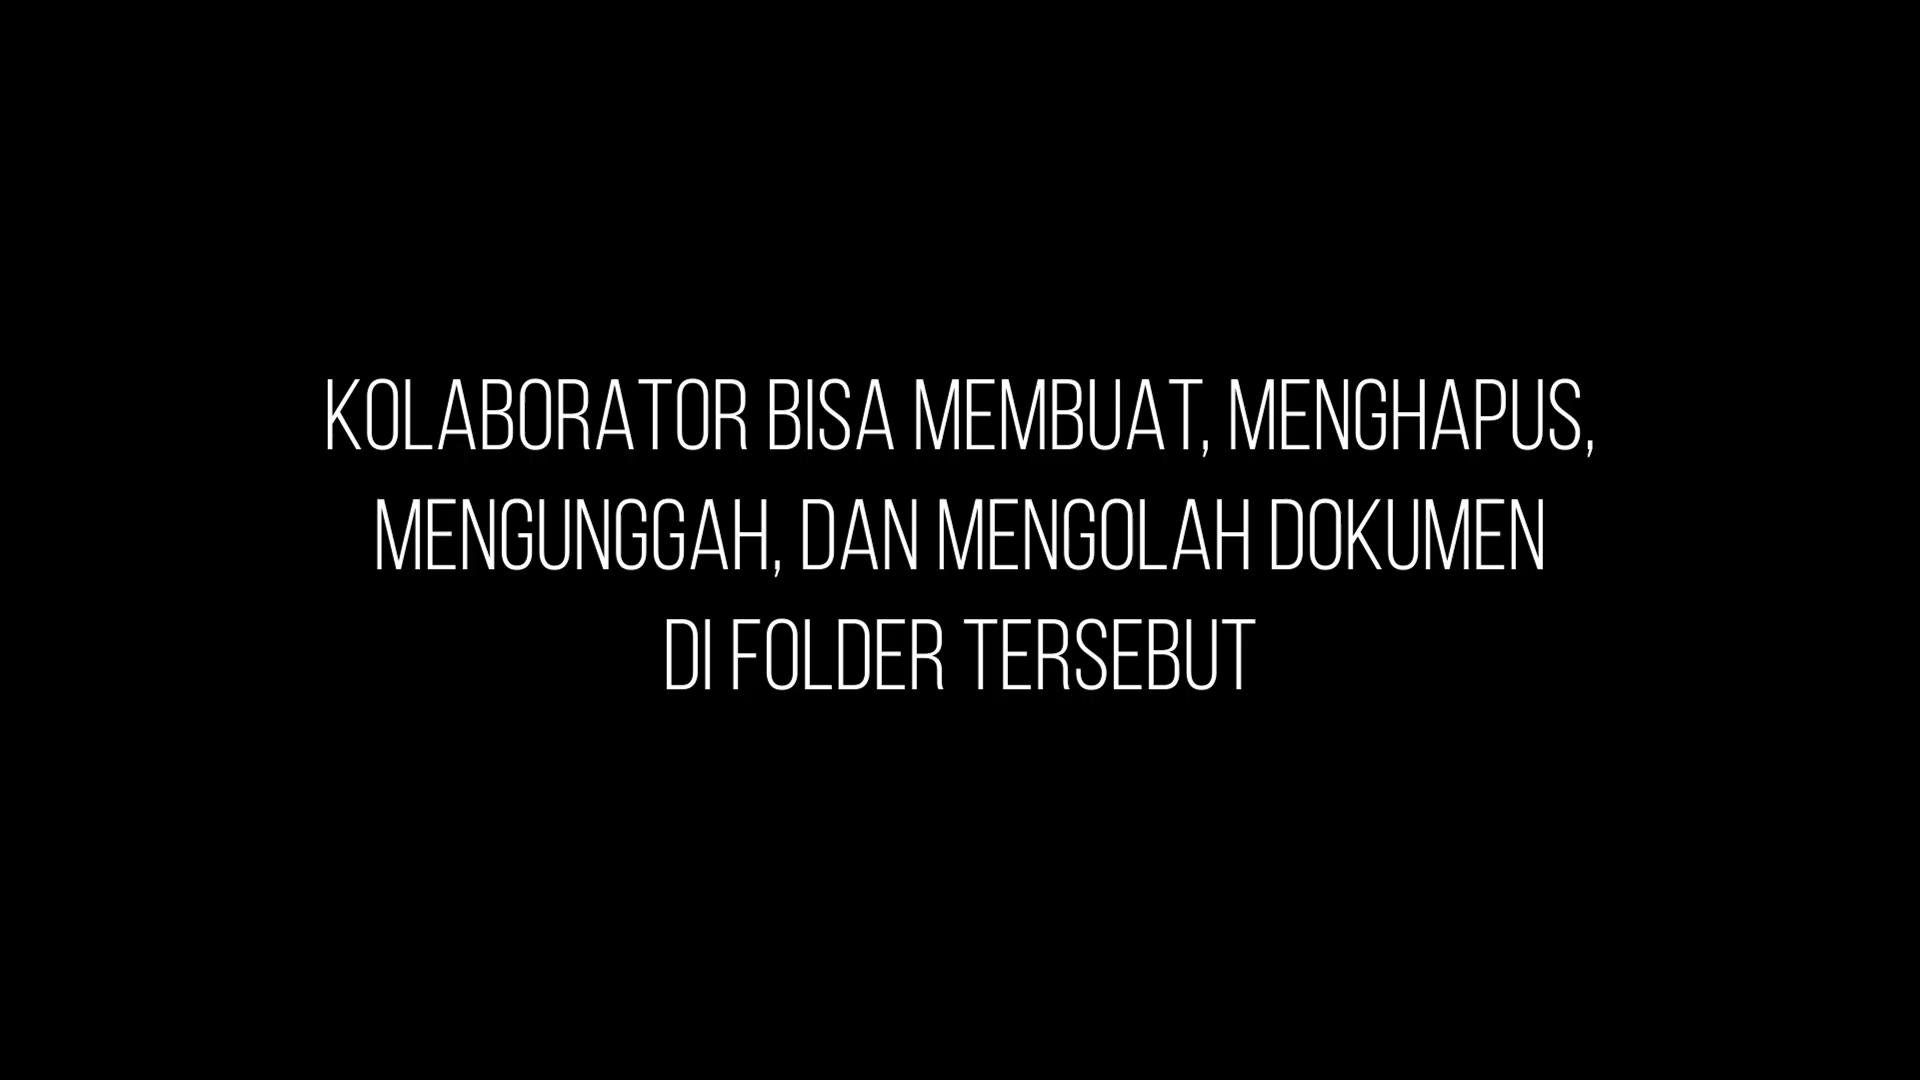 KOLABORATOR BISA MEMBUAT, MENGHAPUS,
MENGUNGGAH, DAN MENGOLAH DOKUMEN
DI FOLDER TERSEBUT